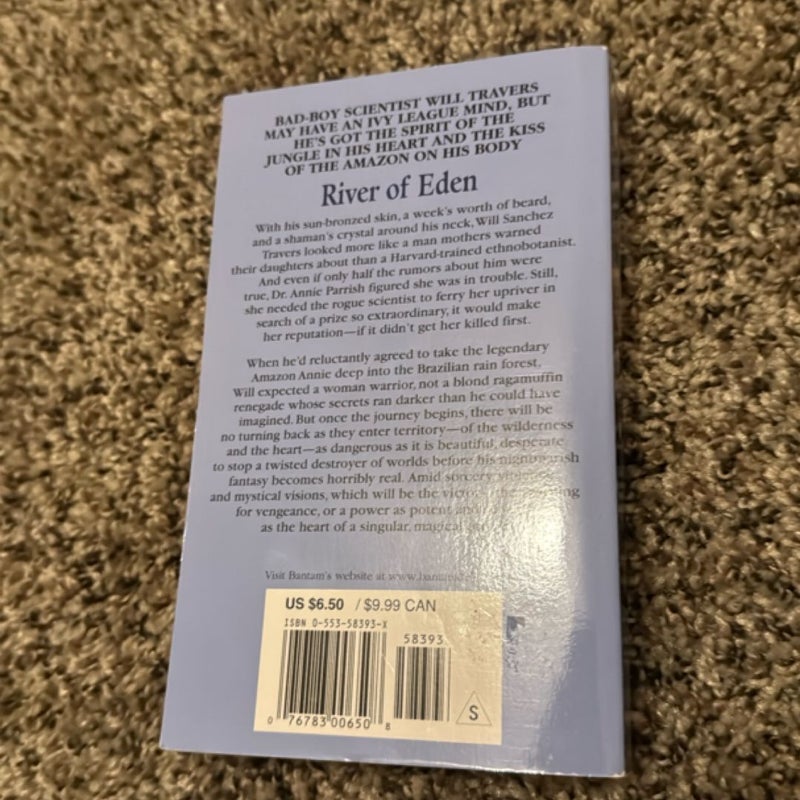 BAD-BOY SCIENTIST WILL TRAVERS
MAY HAVE AN IVY LEAGUE MIND, BUT
HE'S GOT THE SPIRIT OF THE
JUNGLE IN HIS HEART AND THE KISS
OF THE AMAZON ON HIS BODY
River of Eden
With his sun-bronzed skin, a week's worth of beard,
and a shaman's crystal around his neck, Will Sanchez
Travers looked more like a man mothers warned
their daughters about than a Harvard-trained ethnobotanist.
And even if only half the rumors about him were
true, Dr. Annie Parrish figured she was in trouble. Still,
she needed the rogue scientist to ferry her upriver in
search of a prize so extraordinary, it would make
her reputation—if it didn't get her killed first.
When he'd reluctantly agreed to take the legendary
Amazon Annie deep into the Brazilian rain forest,
Will expected a woman warrior, not a blond ragamuffin
renegade whose secrets ran darker than he could have
imagined. But once the journey begins, there will be
no turning back as they enter territory—of the wilderness
and the heart—as dangerous as it is beautiful, desperate
to stop a twisted destroyer of worlds before his nightmarish
fantasy becomes horribly real. Amid sorcery
and mystical visions, which will be the
for vengeance, or a power as potent
as the heart of a singular, magical
Visit Bantam's website at
US $6.50 / $9.99 CAN
ISBN 0-553-58393-X
58393
0 76783 00650 8
S